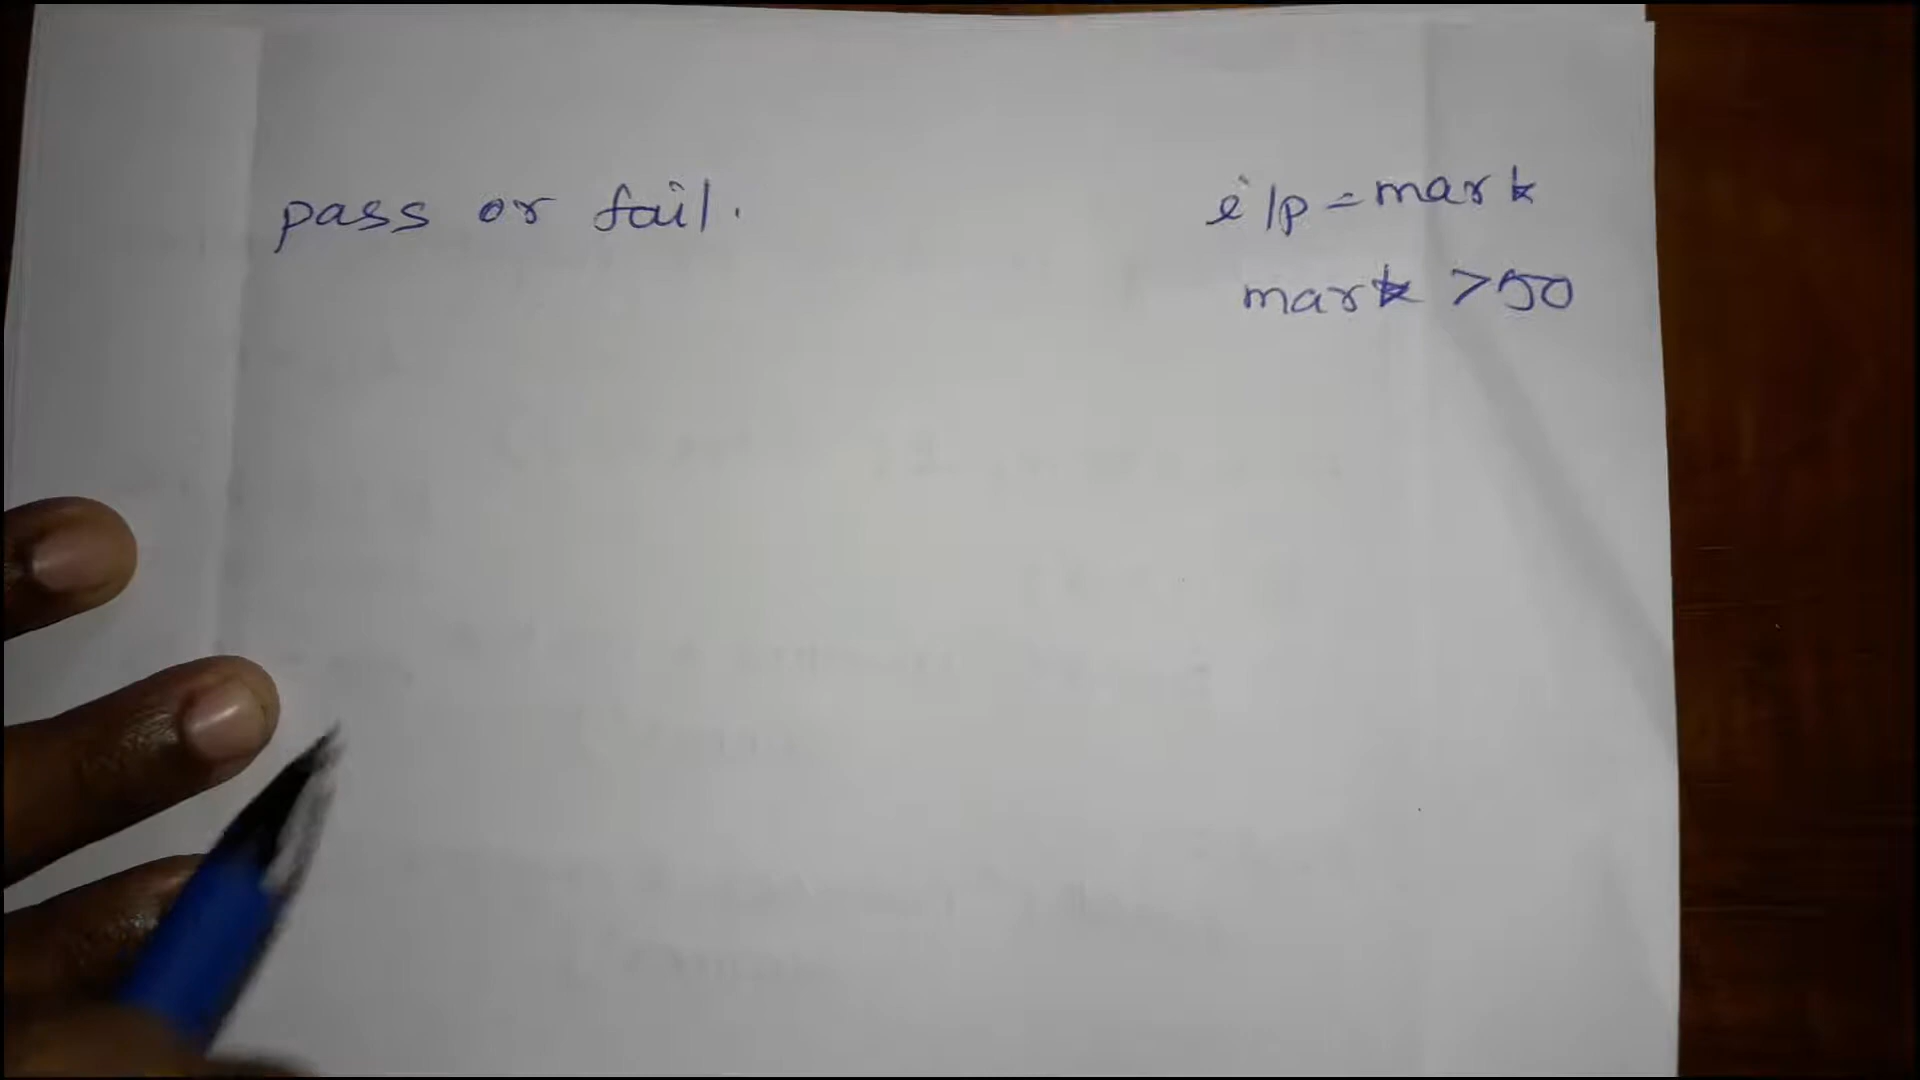 pass or fail.
i/p = mark
mark > 50